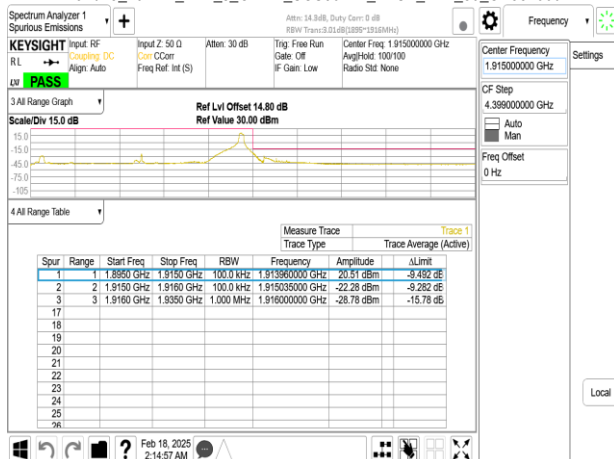 Spectrum Analyzer 1
Spurious Emissions
+
Attn: 14.3dB, Duty Corr: 0 dB
RBW Trans:3.01dB(1895~1916MHz)
Frequency
KEYSIGHT
RL
PASS
Input: RF
Coupling: DC
Align: Auto
Input Z: 50 Ω
Corr CCorr
Freq Ref: Int (S)
Atten: 30 dB
Trig: Free Run
Gate: Off
IF Gain: Low
Center Freq: 1.915000000 GHz
Avg|Hold: 100/100
Radio Std: None
Center Frequency
1.915000000 GHz
Settings
CF Step
4.399000000 GHz
Auto
Man
Freq Offset
0 Hz
Local
3 All Range Graph
Scale/Div 15.0 dB
Ref Lvl Offset 14.80 dB
Ref Value 30.00 dBm
15.0
-15.0
-45.0
-75.0
-105
4 All Range Table
Measure Trace Trace 1
Trace Type Trace Average (Active)
Spur Range Start Freq Stop Freq RBW Frequency Amplitude ΔLimit
1 1 1.8950 GHz 1.9150 GHz 100.0 kHz 1.913960000 GHz 20.51 dBm -9.492 dB
2 2 1.9150 GHz 1.9160 GHz 100.0 kHz 1.915035000 GHz -22.28 dBm -9.282 dB
3 3 1.9160 GHz 1.9350 GHz 1.000 MHz 1.916000000 GHz -28.78 dBm -15.78 dB
17
18
19
20
21
22
23
24
25
26
?
Feb 18, 2025
2:14:57 AM